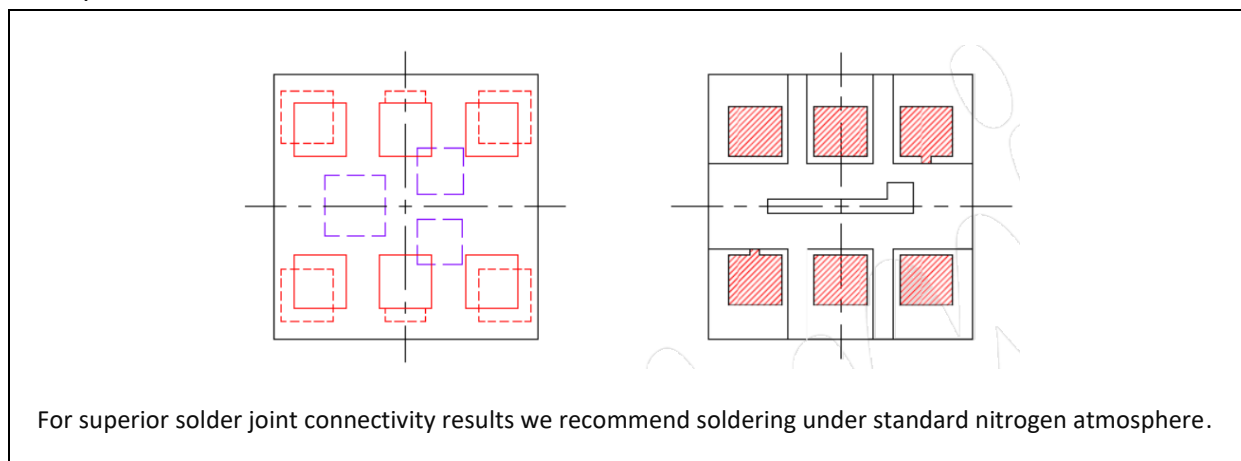 For superior solder joint connectivity results we recommend soldering under standard nitrogen atmosphere.